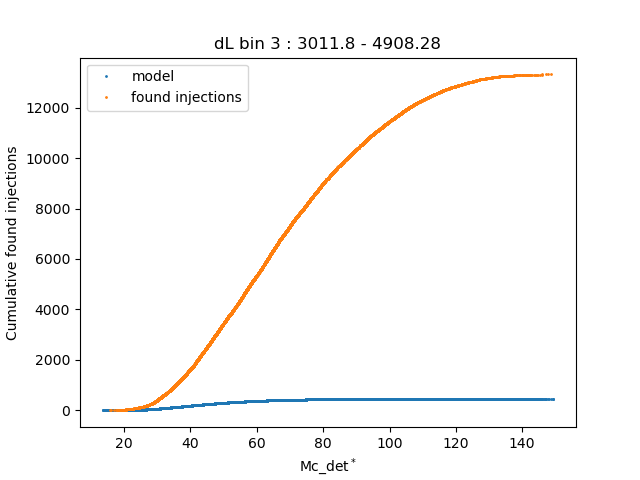 dL bin 3 : 3011.8 - 4908.28
model
found injections
Cumulative found injections
12000
10000
8000
6000
4000
2000
0
20 40 60 80 100 120 140
Mc_det*